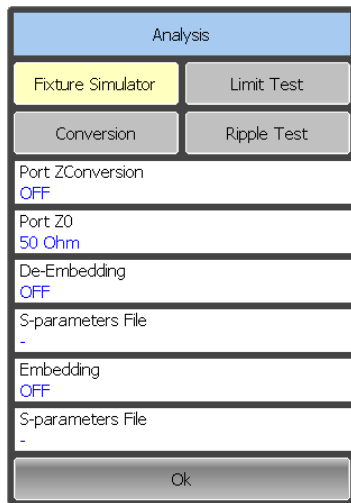 Analysis
Fixture Simulator
Limit Test
Conversion
Ripple Test
Port ZConversion
OFF
Port Z0
50 Ohm
De-Embedding
OFF
S-parameters File
-
Embedding
OFF
S-parameters File
-
Ok